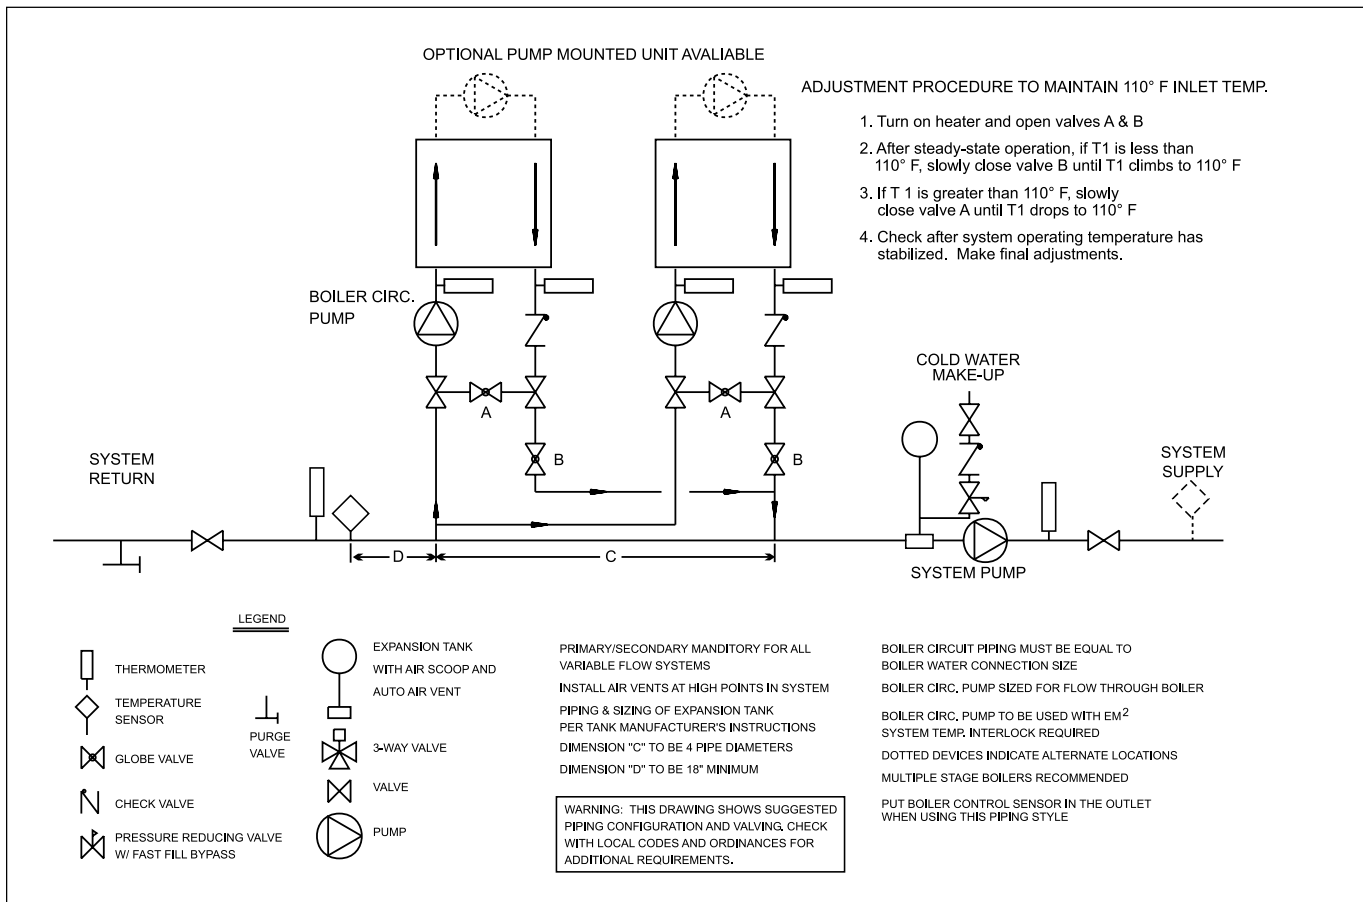 OPTIONAL PUMP MOUNTED UNIT AVALIABLE
ADJUSTMENT PROCEDURE TO MAINTAIN 110° F INLET TEMP.
1. Turn on heater and open valves A & B
2. After steady-state operation, if T1 is less than
110° F, slowly close valve B until T1 climbs to 110° F
3. If T 1 is greater than 110° F, slowly
close valve A until T1 drops to 110° F
4. Check after system operating temperature has
stabilized. Make final adjustments.
BOILER CIRC.
PUMP
COLD WATER
MAKE-UP
A
A
B
B
SYSTEM
RETURN
SYSTEM
SUPPLY
D
C
SYSTEM PUMP
LEGEND
THERMOMETER
TEMPERATURE
SENSOR
GLOBE VALVE
CHECK VALVE
PRESSURE REDUCING VALVE
W/ FAST FILL BYPASS
PURGE
VALVE
EXPANSION TANK
WITH AIR SCOOP AND
AUTO AIR VENT
3-WAY VALVE
VALVE
PUMP
PRIMARY/SECONDARY MANDITORY FOR ALL
VARIABLE FLOW SYSTEMS
INSTALL AIR VENTS AT HIGH POINTS IN SYSTEM
PIPING & SIZING OF EXPANSION TANK
PER TANK MANUFACTURER'S INSTRUCTIONS
DIMENSION "C" TO BE 4 PIPE DIAMETERS
DIMENSION "D" TO BE 18" MINIMUM
WARNING: THIS DRAWING SHOWS SUGGESTED
PIPING CONFIGURATION AND VALVING. CHECK
WITH LOCAL CODES AND ORDINANCES FOR
ADDITIONAL REQUIREMENTS.
BOILER CIRCUIT PIPING MUST BE EQUAL TO
BOILER WATER CONNECTION SIZE
BOILER CIRC. PUMP SIZED FOR FLOW THROUGH BOILER
BOILER CIRC. PUMP TO BE USED WITH EM²
SYSTEM TEMP. INTERLOCK REQUIRED
DOTTED DEVICES INDICATE ALTERNATE LOCATIONS
MULTIPLE STAGE BOILERS RECOMMENDED
PUT BOILER CONTROL SENSOR IN THE OUTLET
WHEN USING THIS PIPING STYLE